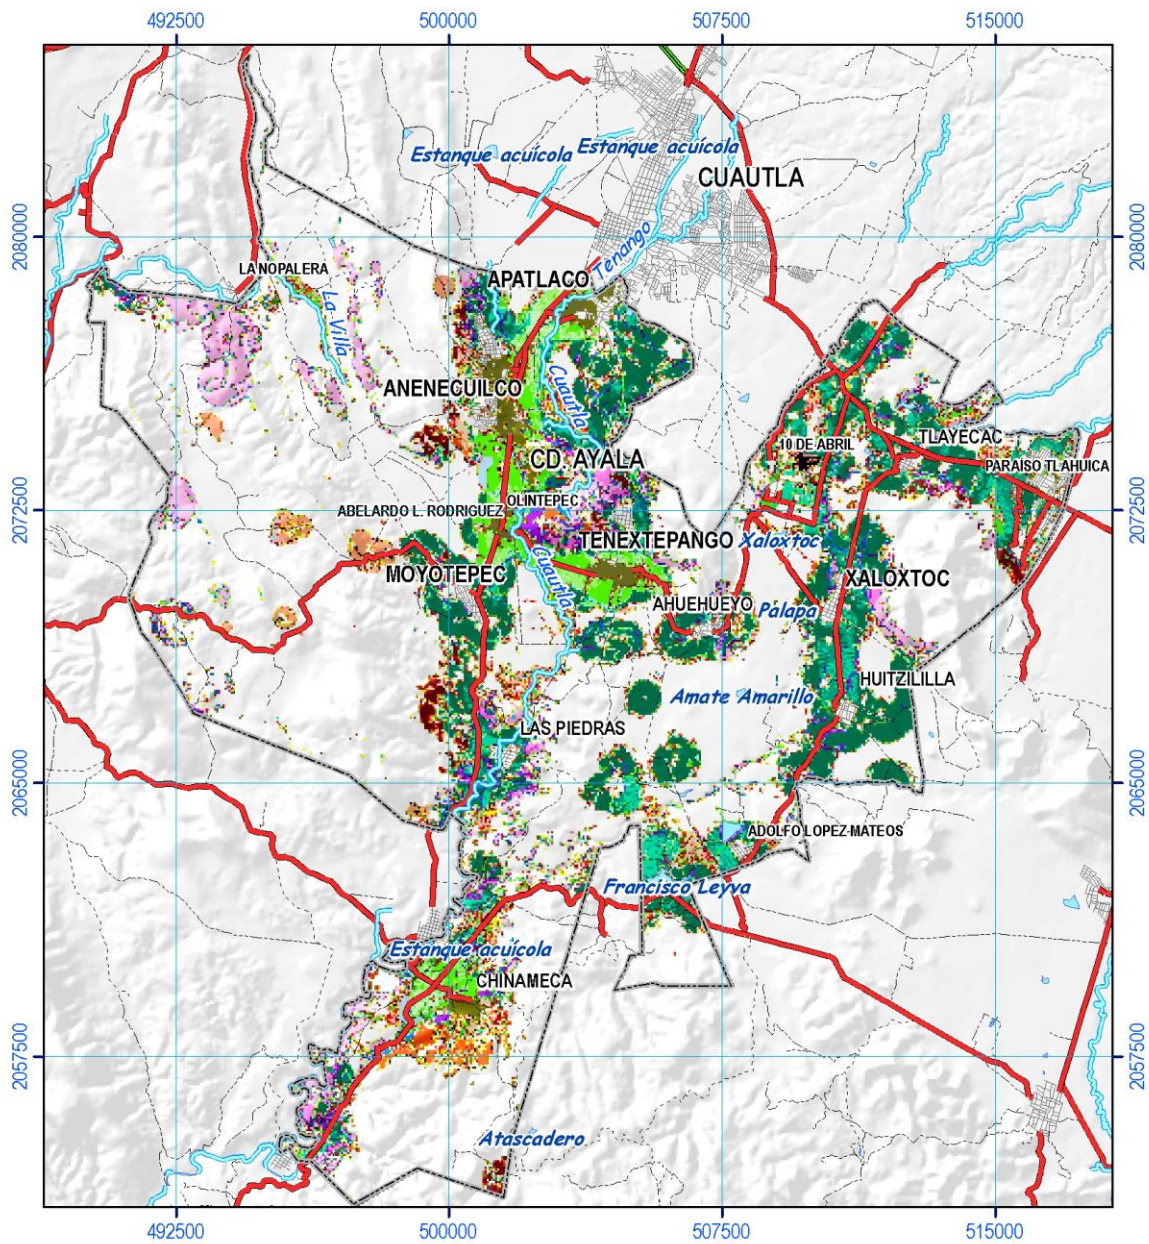 492500 500000 507500 515000
Estanque acuícola Estanque acuícola
CUAUTLA
2080000 2080000
Tenango
LA NOPALERA
APATLACO
La Villa
Cuautla
ANENECUILCO
TLAYECAC
10 DE ABRIL
CD. AYALA
PARAISO TLAHUICA
OLINTEPEC
2072500 ABELARDO L. RODRIGUEZ 2072500
TENEXTEPANGO Xaloxtoc
MOYOTEPEC
Cuautla
XALOXTOC
AHUEHUEYO Palapa
HUITZILILLA
Amate Amarillo
LAS PIEDRAS
2065000 2065000
ADOLFO LOPEZ MATEOS
Francisco Leyva
Estanque acuícola
CHINAMECA
2057500 2057500
Atascadero
492500 500000 507500 515000